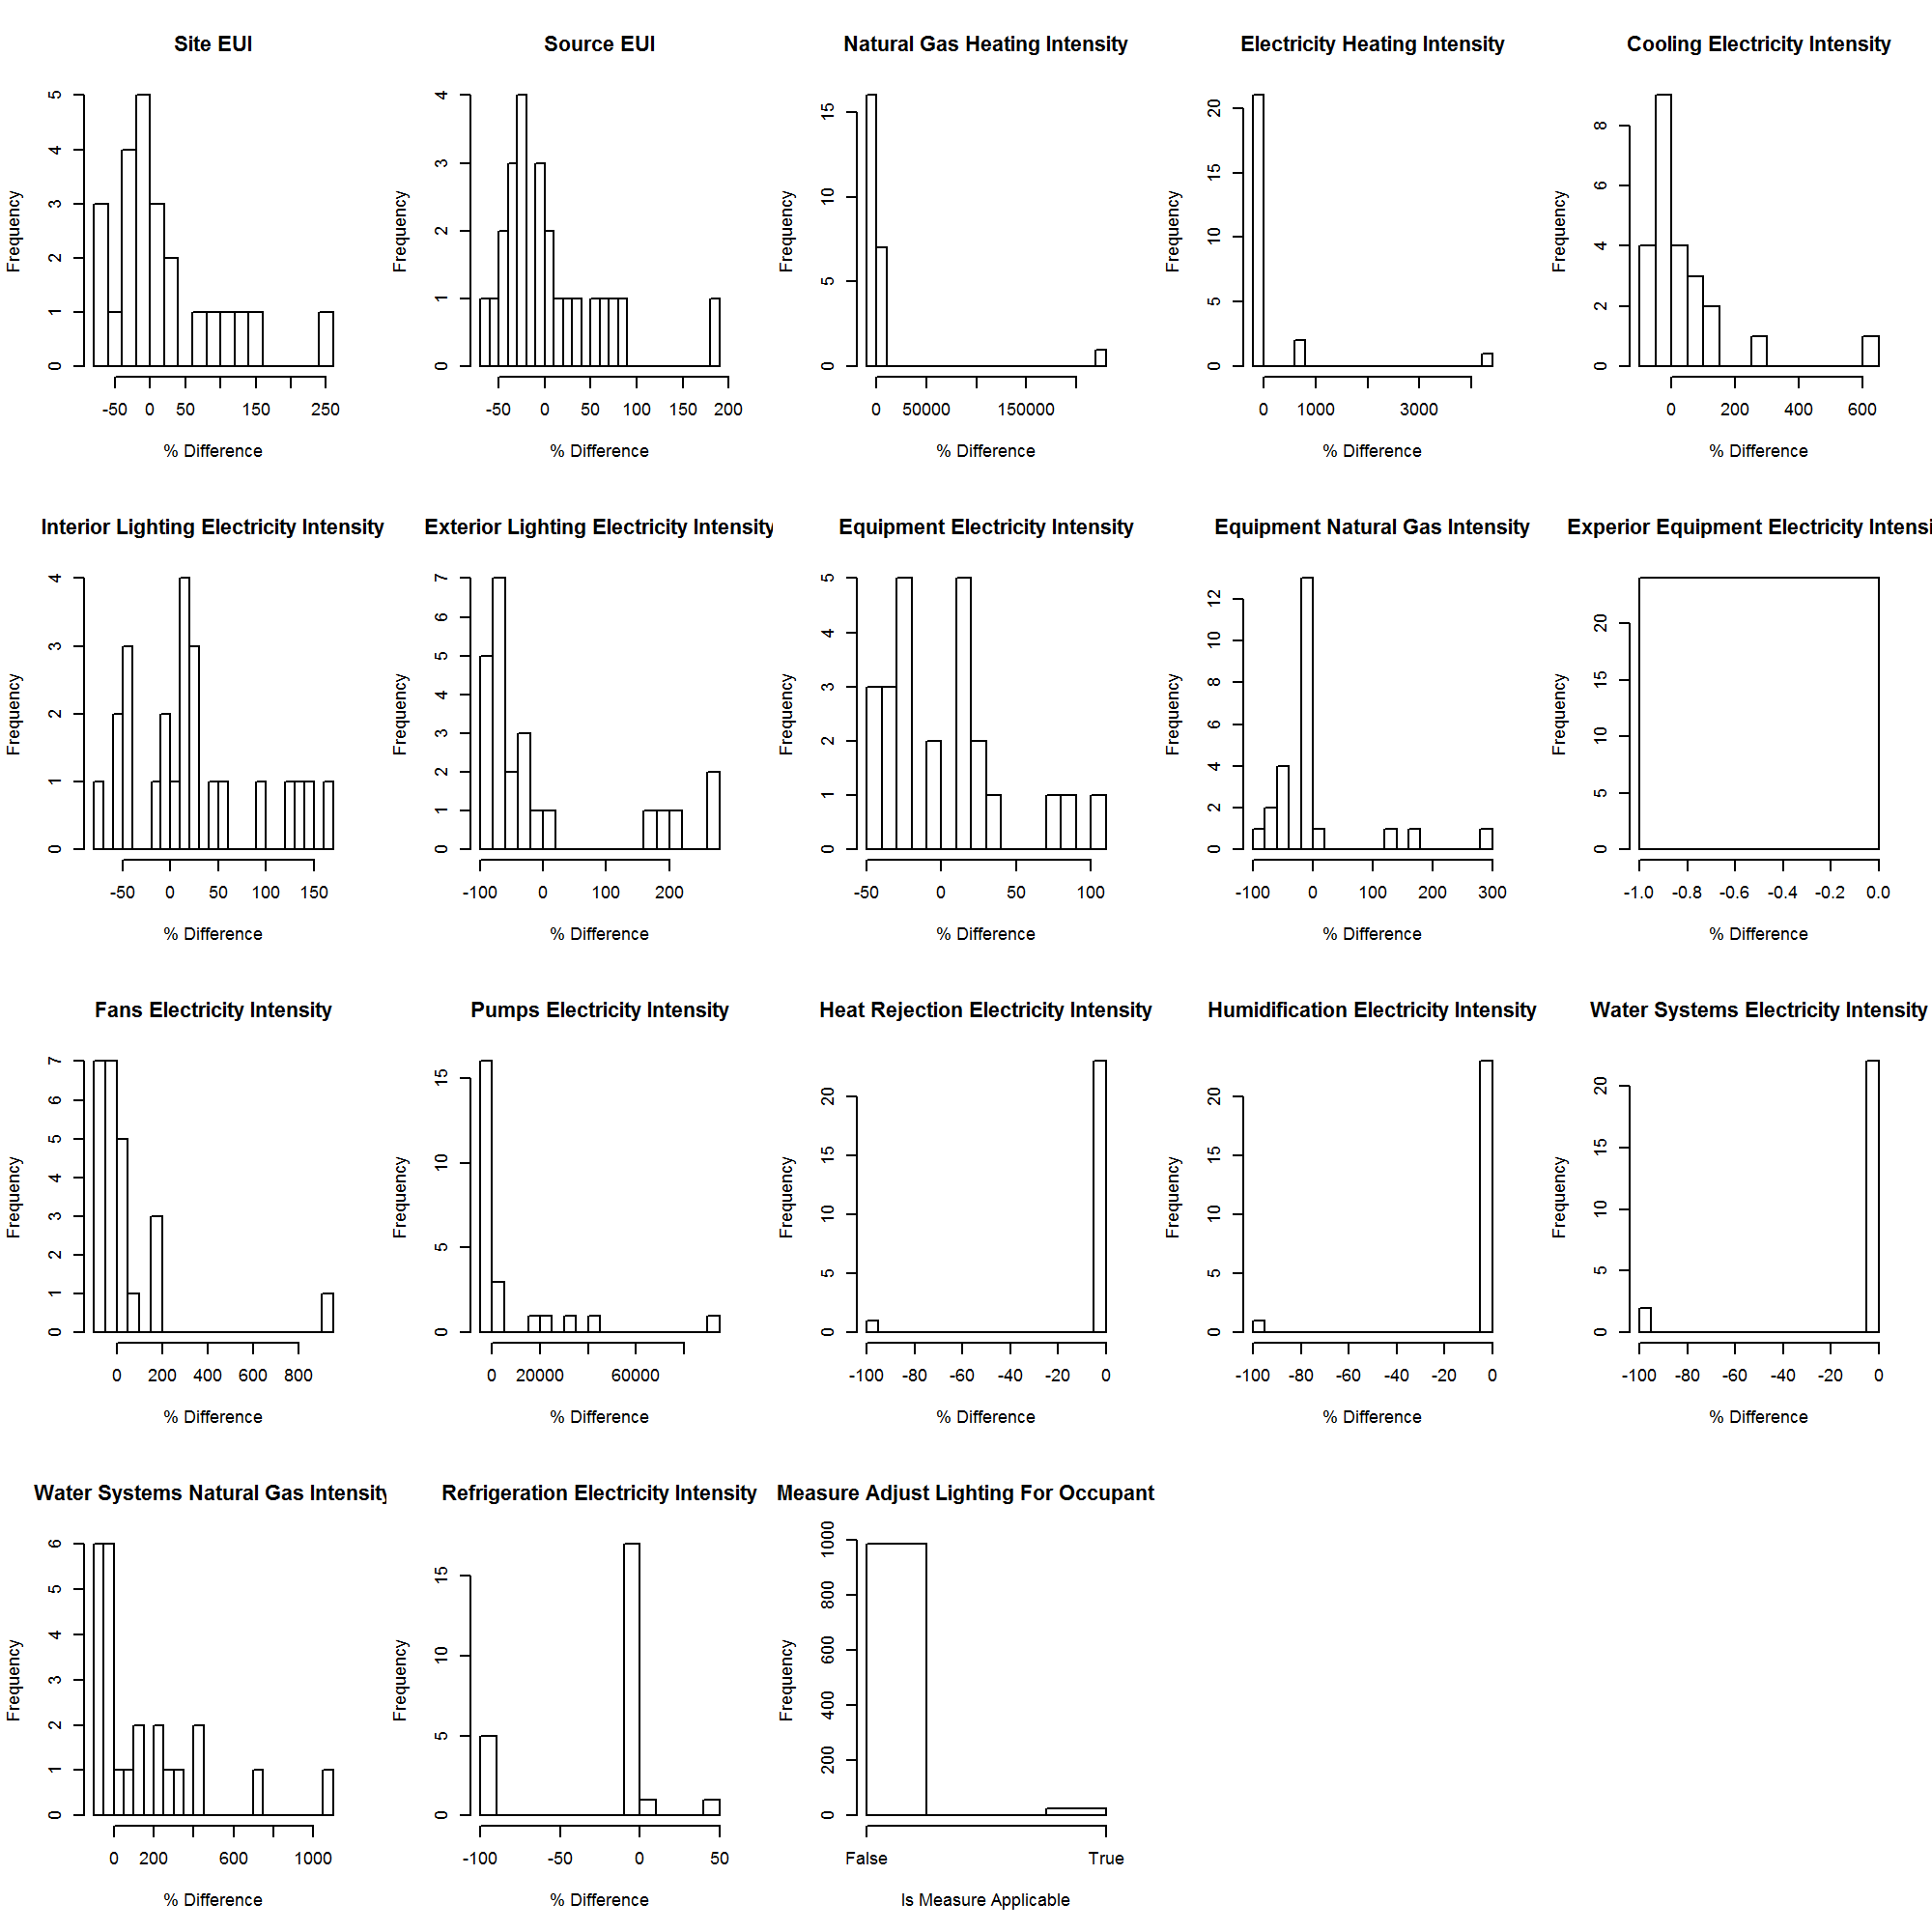 Site EUI
Frequency
0 1 2 3 4 5
-50 0 50 150 250
% Difference
Source EUI
Frequency
0 1 2 3 4
-50 0 50 100 150 200
% Difference
Natural Gas Heating Intensity
Frequency
0 5 10 15
0 50000 150000
% Difference
Electricity Heating Intensity
Frequency
0 5 10 15 20
0 1000 3000
% Difference
Cooling Electricity Intensity
Frequency
0 2 4 6 8
0 200 400 600
% Difference
Interior Lighting Electricity Intensity
Frequency
0 1 2 3 4
-50 0 50 100 150
% Difference
Exterior Lighting Electricity Intensity
Frequency
0 1 2 3 4 5 6 7
-100 0 100 200
% Difference
Equipment Electricity Intensity
Frequency
0 1 2 3 4 5
-50 0 50 100
% Difference
Equipment Natural Gas Intensity
Frequency
0 2 4 6 8 10 12
-100 0 100 200 300
% Difference
Experior Equipment Electricity Intensi
Frequency
0 5 10 15 20
-1.0 -0.8 -0.6 -0.4 -0.2 0.0
% Difference
Fans Electricity Intensity
Frequency
0 1 2 3 4 5 6 7
0 200 400 600 800
% Difference
Pumps Electricity Intensity
Frequency
0 5 10 15
0 20000 60000
% Difference
Heat Rejection Electricity Intensity
Frequency
0 5 10 15 20
-100 -80 -60 -40 -20 0
% Difference
Humidification Electricity Intensity
Frequency
0 5 10 15 20
-100 -80 -60 -40 -20 0
% Difference
Water Systems Electricity Intensity
Frequency
0 5 10 15 20
-100 -80 -60 -40 -20 0
% Difference
Water Systems Natural Gas Intensity
Frequency
0 1 2 3 4 5 6
0 200 600 1000
% Difference
Refrigeration Electricity Intensity
Frequency
0 5 10 15
-100 -50 0 50
% Difference
Measure Adjust Lighting For Occupant
Frequency
0 200 400 600 800 1000
False True
Is Measure Applicable